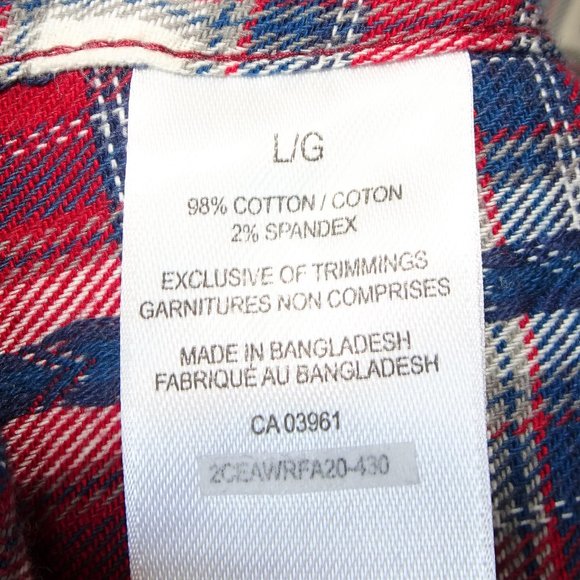 L/G
98% COTTON / COTON
2% SPANDEX
EXCLUSIVE OF TRIMMINGS
GARNITURES NON COMPRISES
MADE IN BANGLADESH
FABRIQUÉ AU BANGLADESH
CA 03961
2CEAWRFA20-430